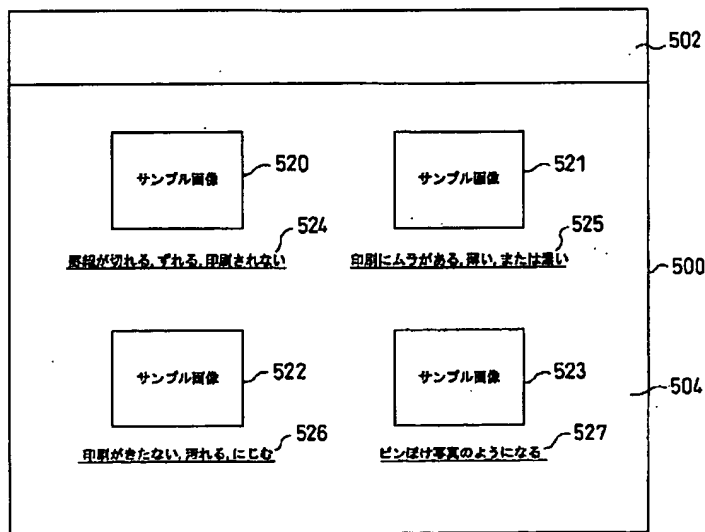 502
サンプル画像
520
サンプル画像
521
524
罫線が切れる,ずれる,印刷されない
525
印刷にムラがある,薄い,または濃い
500
サンプル画像
522
サンプル画像
523
504
526
印刷がきたない,汚れる,にじむ
527
ピンぼけ写真のようになる